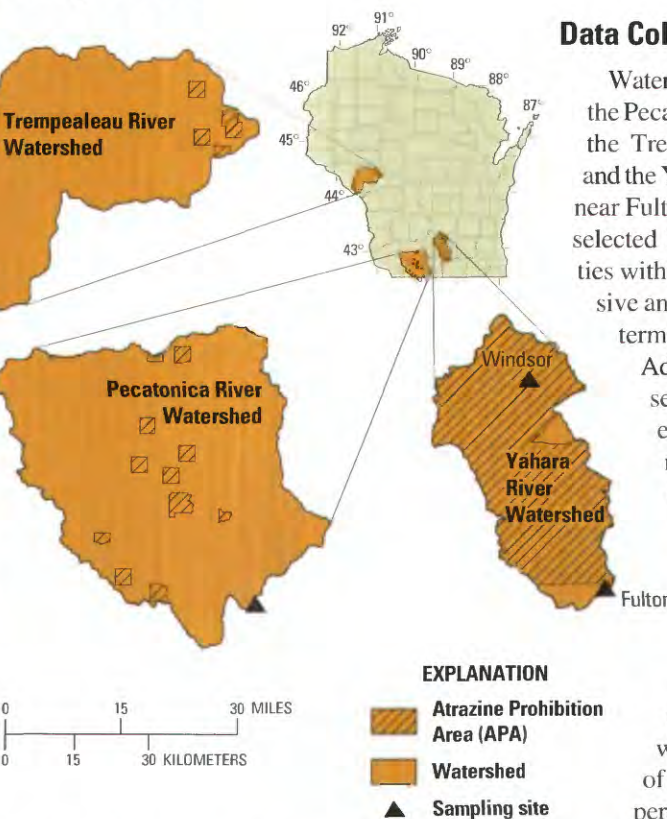 92°
91°
90°
89°
88°
87°
46°
45°
44°
43°
Trempealeau River
Watershed
Pecatonica River
Watershed
Windsor
Yahara
River
Watershed
Fulton
0 15 30 MILES
0 15 30 KILOMETERS
EXPLANATION
Atrazine Prohibition
Area (APA)
Watershed
Sampling site
Data Col
Water
the Peca
the Tre
and the Y
near Fult
selected
ties with
sive an
term
Ad
se
e
w
of
per